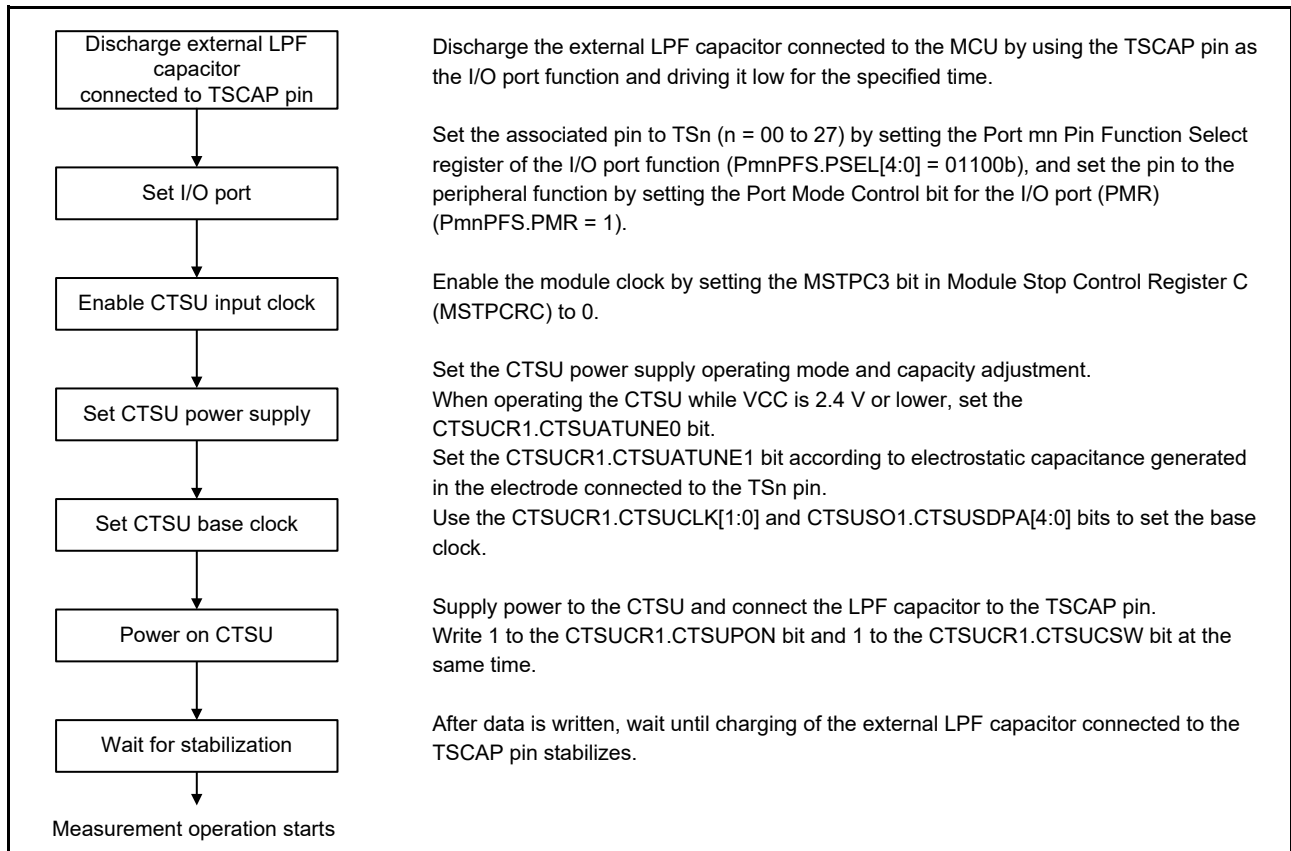 Discharge external LPF
capacitor
connected to TSCAP pin
Discharge the external LPF capacitor connected to the MCU by using the TSCAP pin as
the I/O port function and driving it low for the specified time.
Set I/O port
Set the associated pin to TSn (n = 00 to 27) by setting the Port mn Pin Function Select
register of the I/O port function (PmnPFS.PSEL[4:0] = 01100b), and set the pin to the
peripheral function by setting the Port Mode Control bit for the I/O port (PMR)
(PmnPFS.PMR = 1).
Enable CTSU input clock
Enable the module clock by setting the MSTPC3 bit in Module Stop Control Register C
(MSTPCRC) to 0.
Set CTSU power supply
Set the CTSU power supply operating mode and capacity adjustment.
When operating the CTSU while VCC is 2.4 V or lower, set the
CTSUCR1.CTSUATUNE0 bit.
Set the CTSUCR1.CTSUATUNE1 bit according to electrostatic capacitance generated
in the electrode connected to the TSn pin.
Set CTSU base clock
Use the CTSUCR1.CTSUCLK[1:0] and CTSUSO1.CTSUSDPA[4:0] bits to set the base
clock.
Power on CTSU
Supply power to the CTSU and connect the LPF capacitor to the TSCAP pin.
Write 1 to the CTSUCR1.CTSUPON bit and 1 to the CTSUCR1.CTSUCSW bit at the
same time.
Wait for stabilization
After data is written, wait until charging of the external LPF capacitor connected to the
TSCAP pin stabilizes.
Measurement operation starts